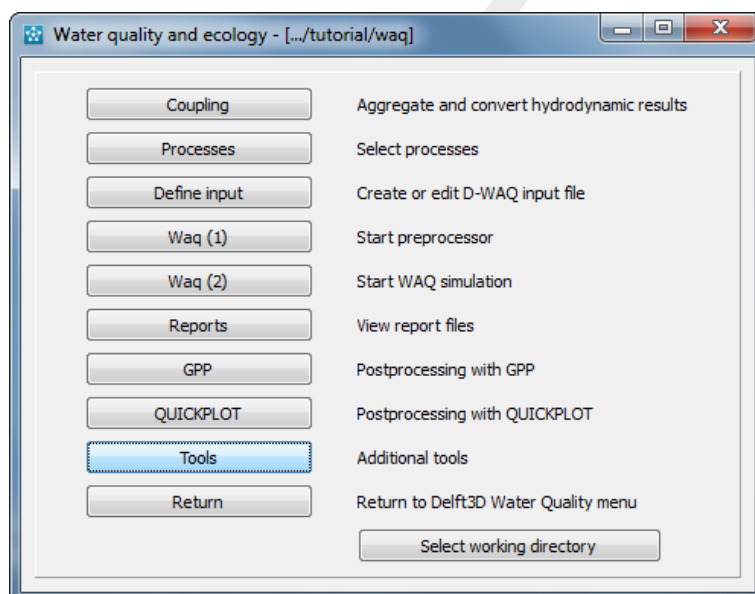 Water quality and ecology - [.../tutorial/waq]
Coupling Aggregate and convert hydrodynamic results
Processes Select processes
Define input Create or edit D-WAQ input file
Waq (1) Start preprocessor
Waq (2) Start WAQ simulation
Reports View report files
GPP Postprocessing with GPP
QUICKPLOT Postprocessing with QUICKPLOT
Tools Additional tools
Return Return to Delft3D Water Quality menu
Select working directory